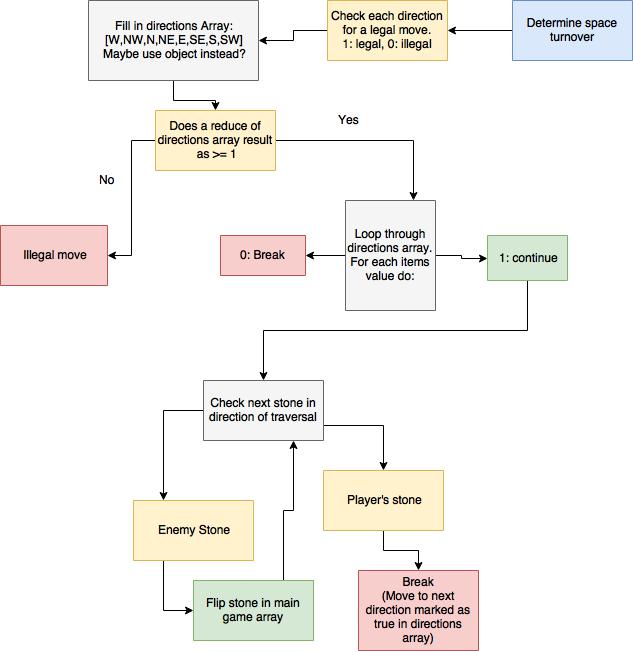 Fill in directions Array:
[W,NW,N,NE,E,SE,S,SW]
Maybe use object instead?
Check each direction
for a legal move.
1: legal, 0: illegal
Determine space
turnover
Does a reduce of
directions array result
as >= 1
Yes
No
Illegal move
0: Break
Loop through
directions array.
For each items
value do:
1: continue
Check next stone in
direction of traversal
Enemy Stone
Player's stone
Flip stone in main
game array
Break
(Move to next
direction marked as
true in directions
array)